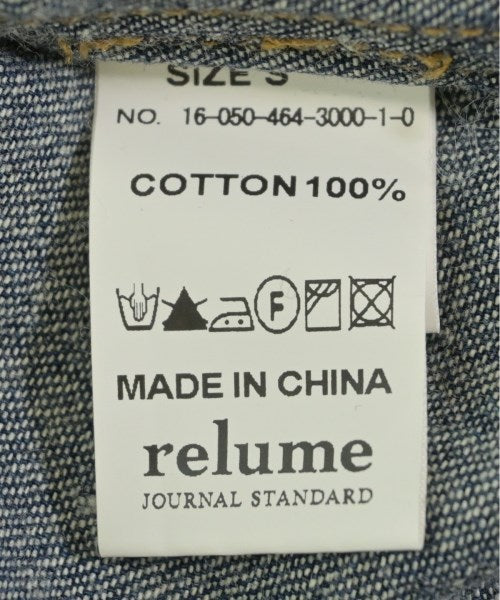 SIZE S
NO. 16-050-464-3000-1-0
COTTON 100%
F
MADE IN CHINA
relume
JOURNAL STANDARD